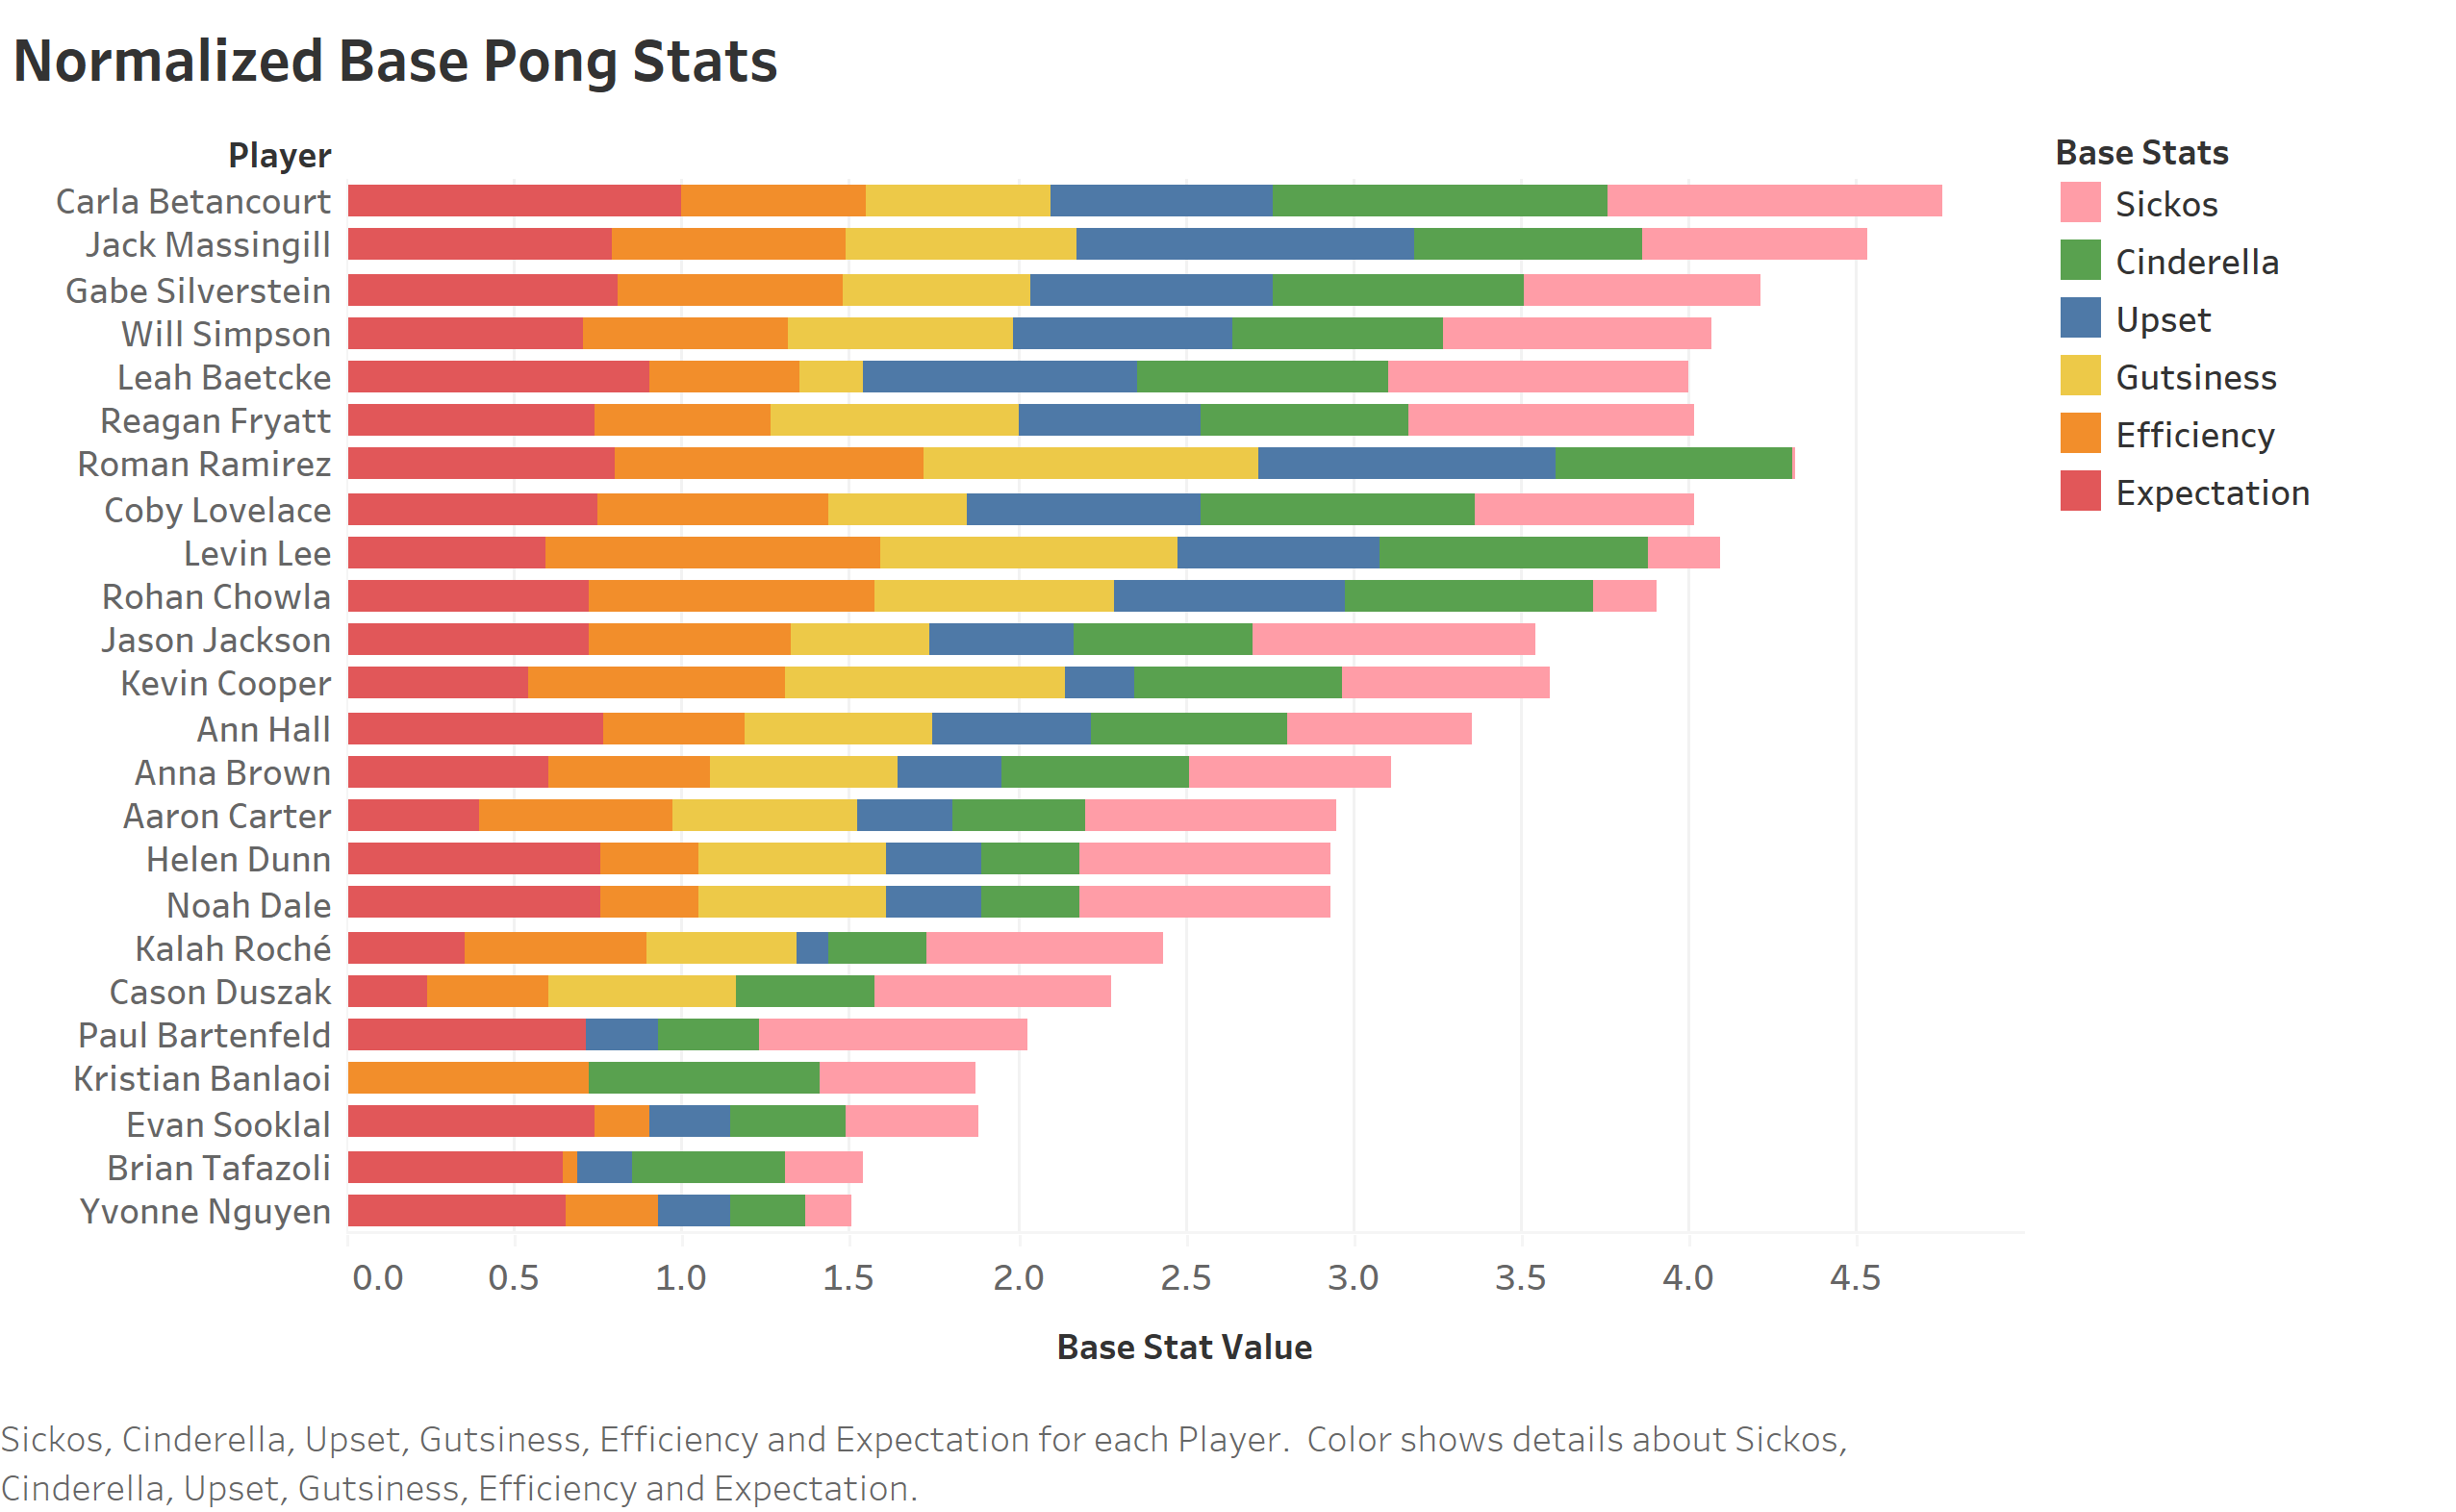 Normalized Base Pong Stats
Player
Carla Betancourt
Jack Massingill
Gabe Silverstein
Will Simpson
Leah Baetcke
Reagan Fryatt
Roman Ramirez
Coby Lovelace
Levin Lee
Rohan Chowla
Jason Jackson
Kevin Cooper
Ann Hall
Anna Brown
Aaron Carter
Helen Dunn
Noah Dale
Kalah Roché
Cason Duszak
Paul Bartenfeld
Kristian Banlaoi
Evan Sooklal
Brian Tafazoli
Yvonne Nguyen
0.0 0.5 1.0 1.5 2.0 2.5 3.0 3.5 4.0 4.5
Base Stat Value
Base Stats
Sickos
Cinderella
Upset
Gutsiness
Efficiency
Expectation
Sickos, Cinderella, Upset, Gutsiness, Efficiency and Expectation for each Player.  Color shows details about Sickos,
Cinderella, Upset, Gutsiness, Efficiency and Expectation.